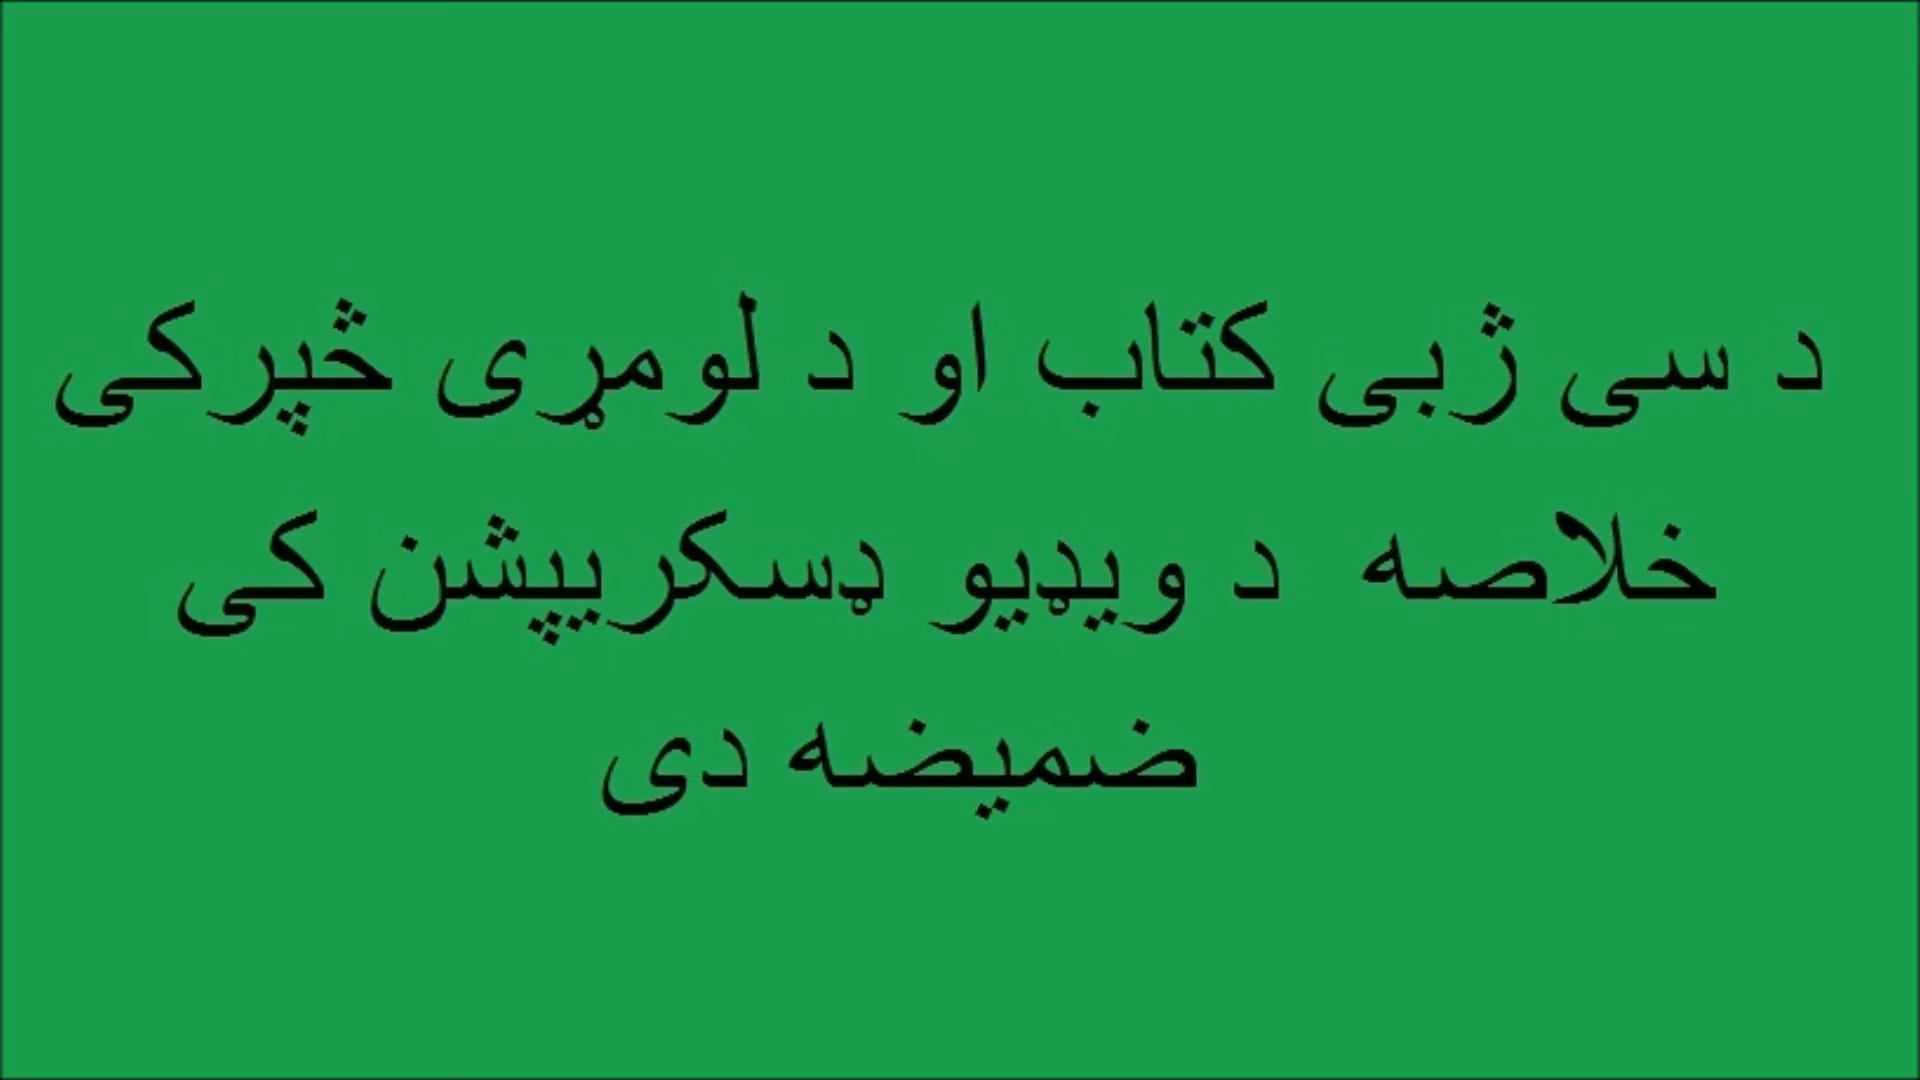 د سی ژبی کتاب او د لومړی څپرکی
خلاصه د ویډیو ډسکریپشن کی
ضمیضه دی